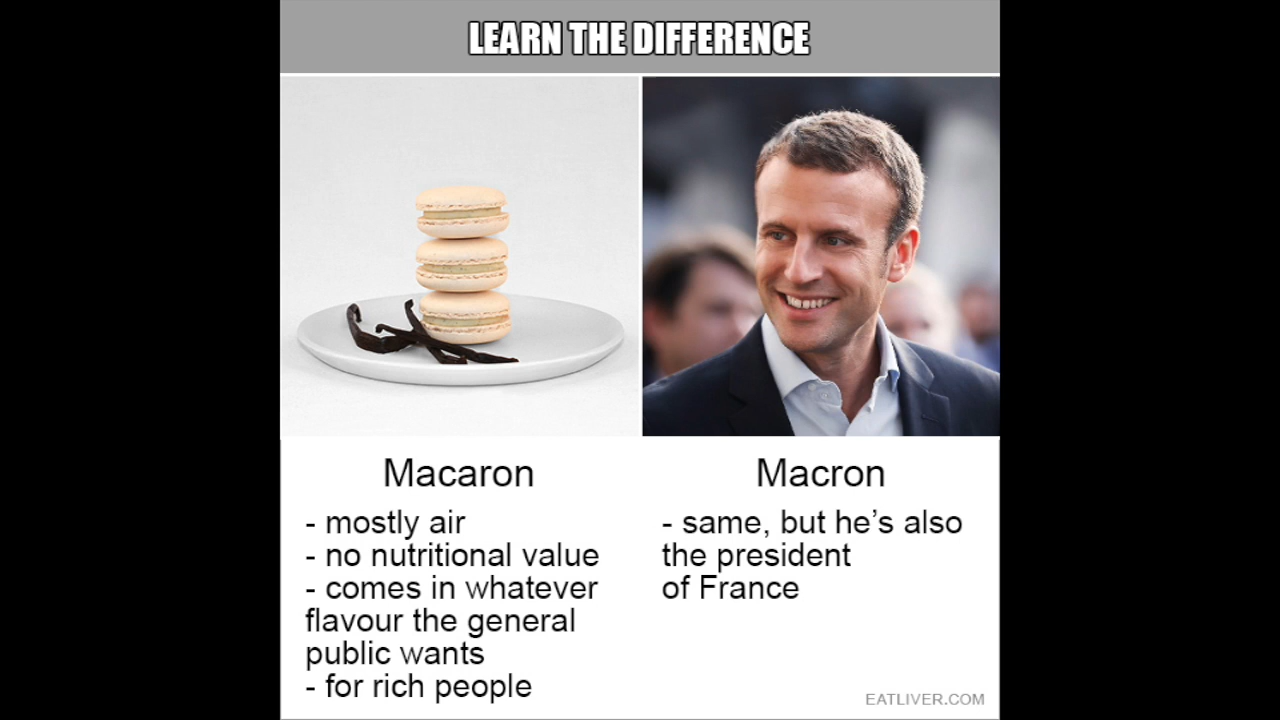 LEARN THE DIFFERENCE
Macaron
- mostly air
- no nutritional value
- comes in whatever
flavour the general
public wants
- for rich people
Macron
- same, but he’s also
the president
of France
EATLIVER.COM